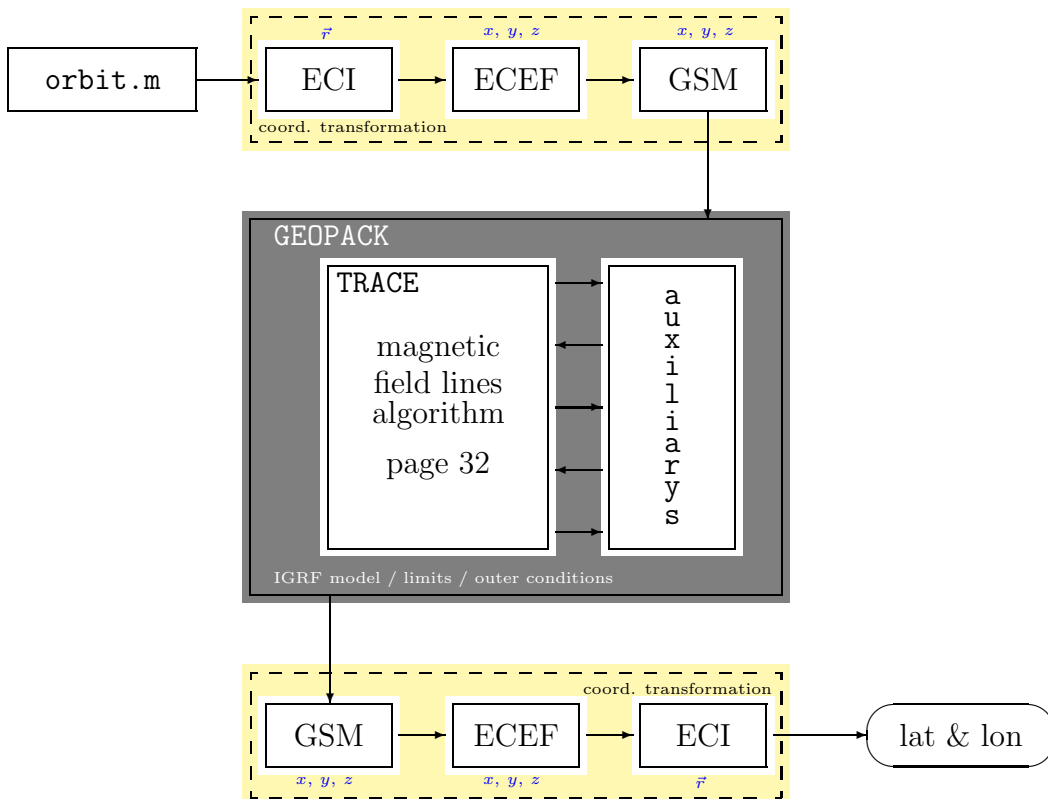 r⃗
x, y, z
x, y, z
orbit.m
ECI
ECEF
GSM
coord. transformation
GEOPACK
TRACE
magnetic
field lines
algorithm
page 32
a
u
x
i
l
i
a
r
y
s
IGRF model / limits / outer conditions
coord. transformation
GSM
ECEF
ECI
lat & lon
x, y, z
x, y, z
r⃗